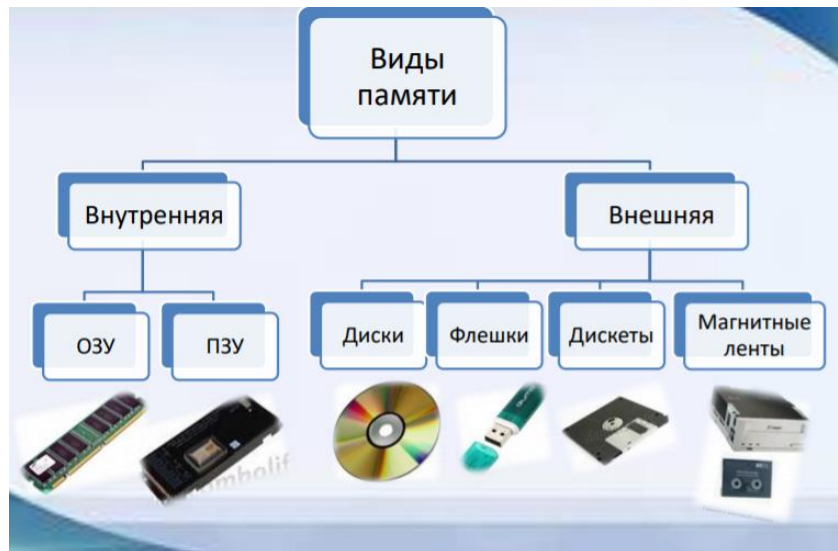 Виды
памяти
Внутренняя
Внешняя
ОЗУ
ПЗУ
Диски
Флешки
Дискеты
Магнитные
ленты